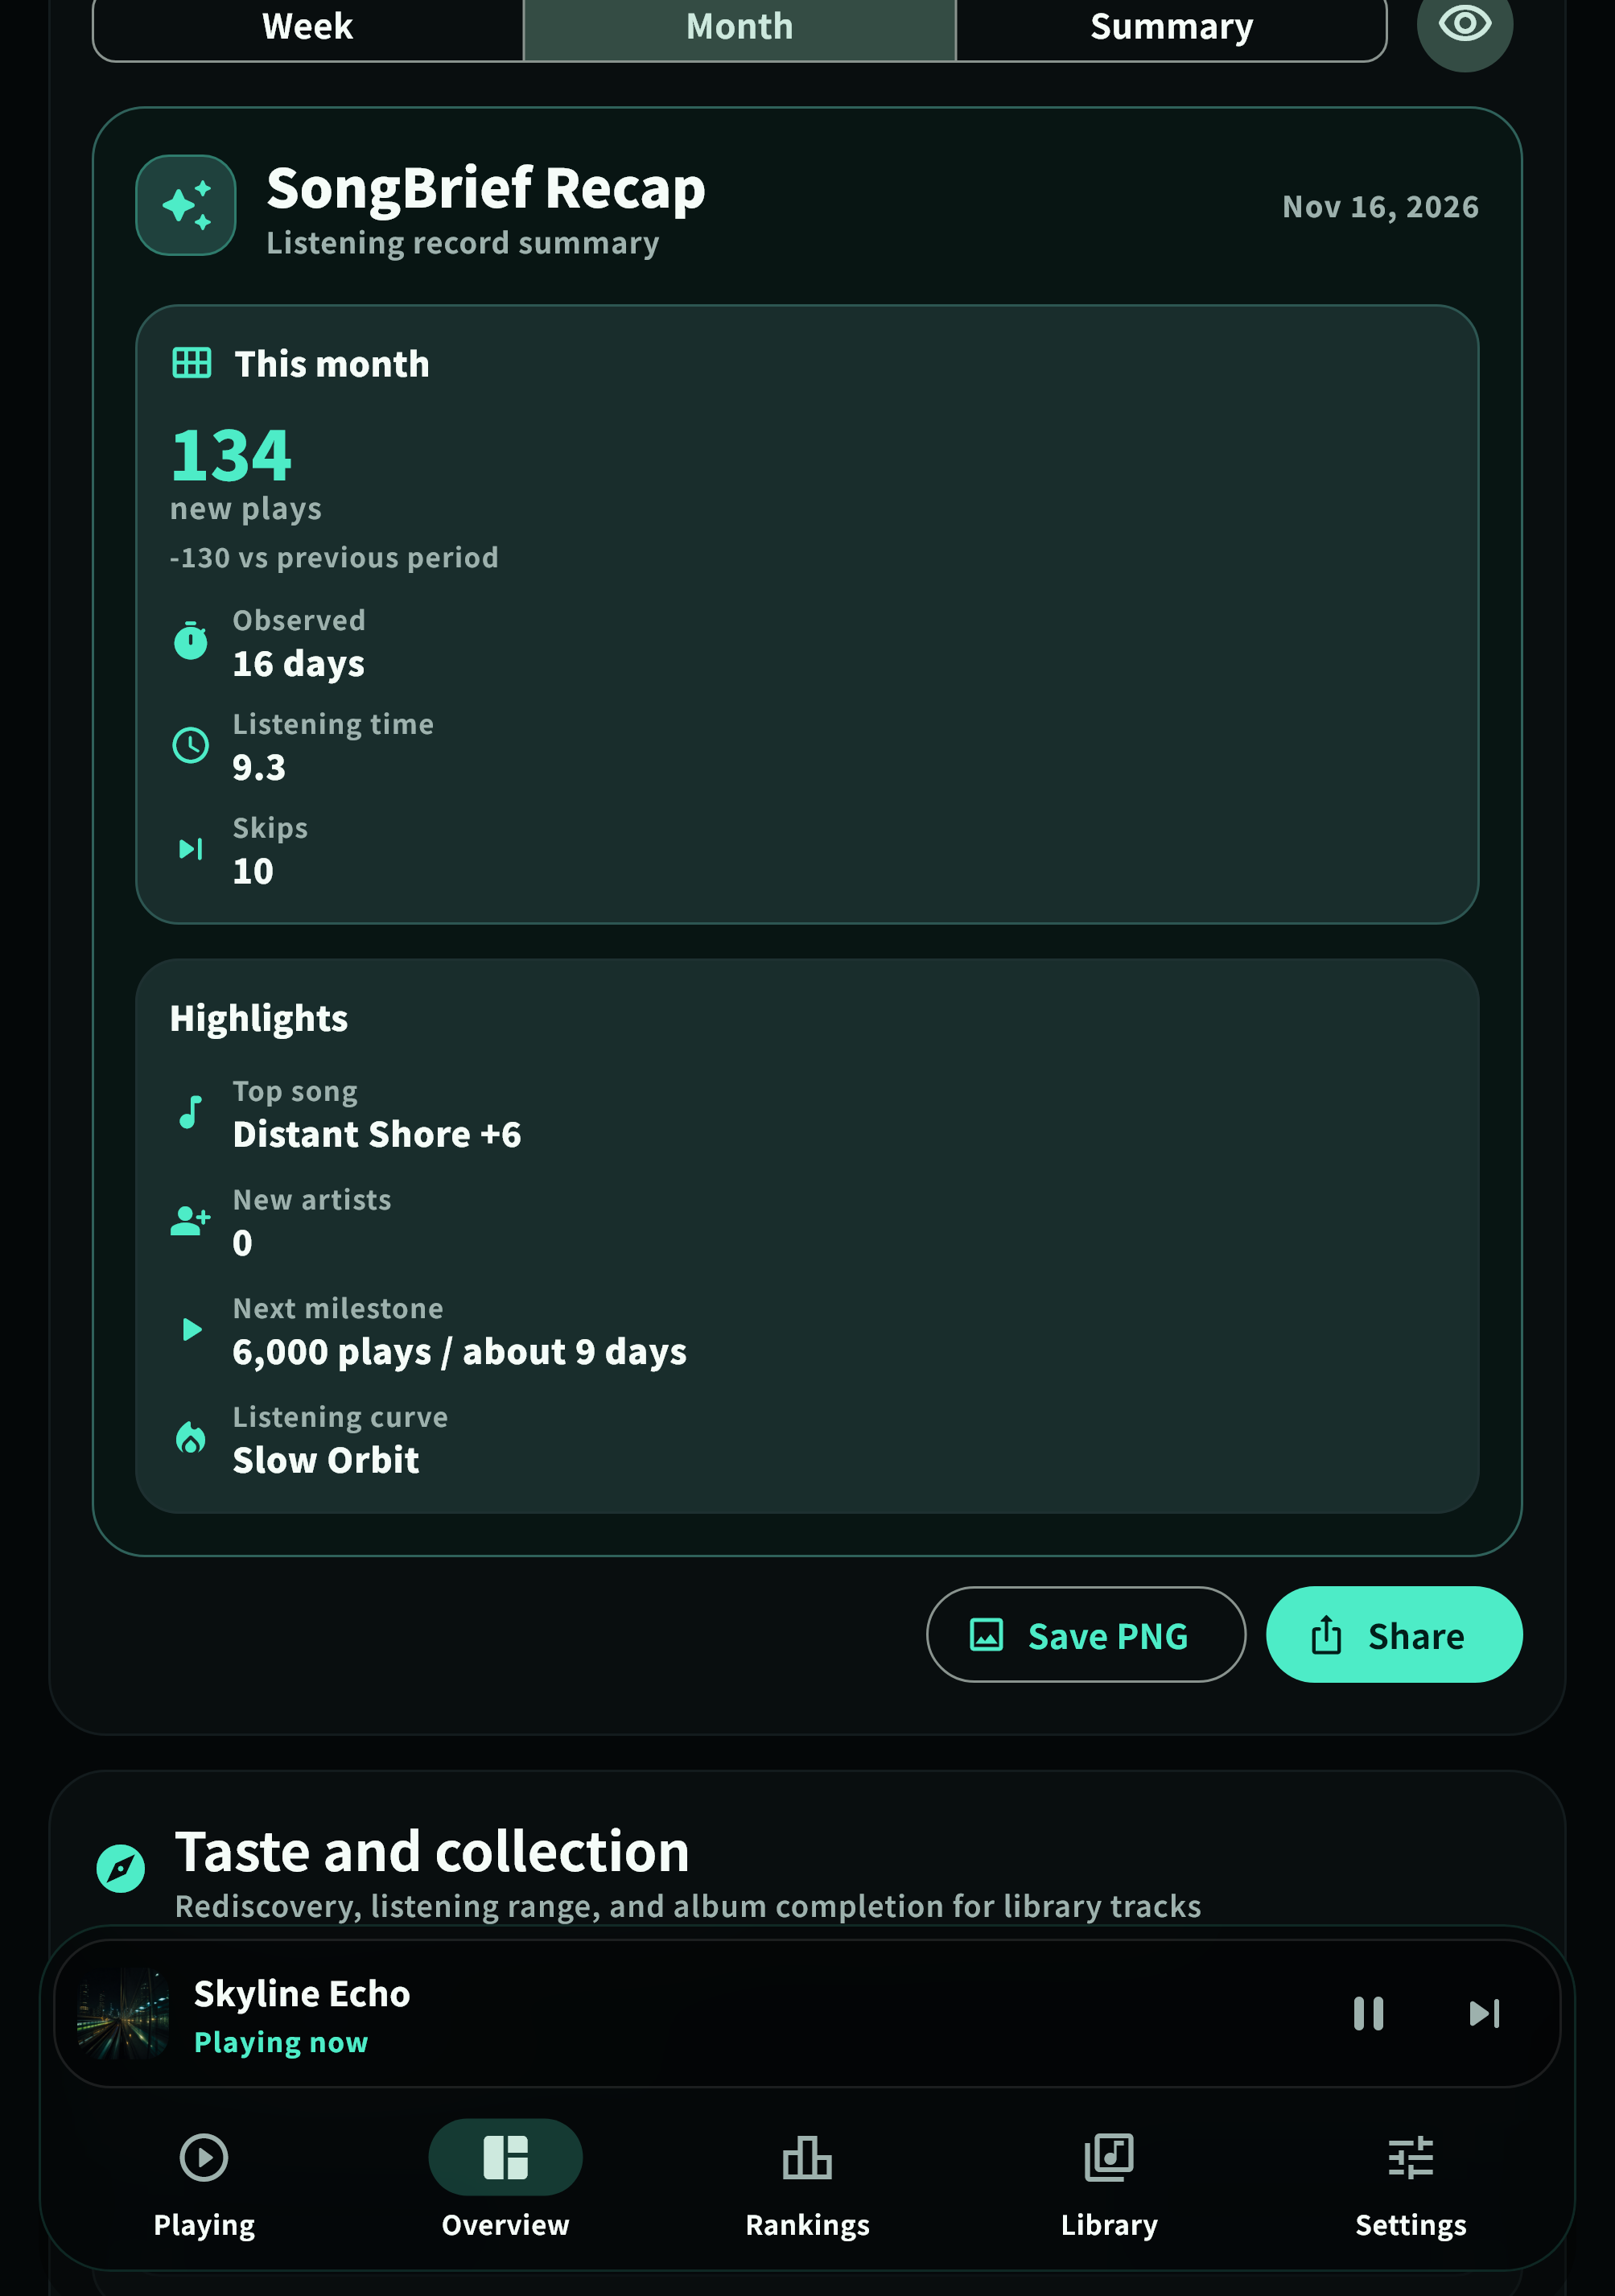 Week
Month
Summary
SongBrief Recap
Listening record summary
Nov 16, 2026
This month
134
new plays
-130 vs previous period
Observed
16 days
Listening time
9.3
Skips
10
Highlights
Top song
Distant Shore +6
New artists
0
Next milestone
6,000 plays / about 9 days
Listening curve
Slow Orbit
Save PNG
Share
Taste and collection
Rediscovery, listening range, and album completion for library tracks
Skyline Echo
Playing now
Playing
Overview
Rankings
Library
Settings